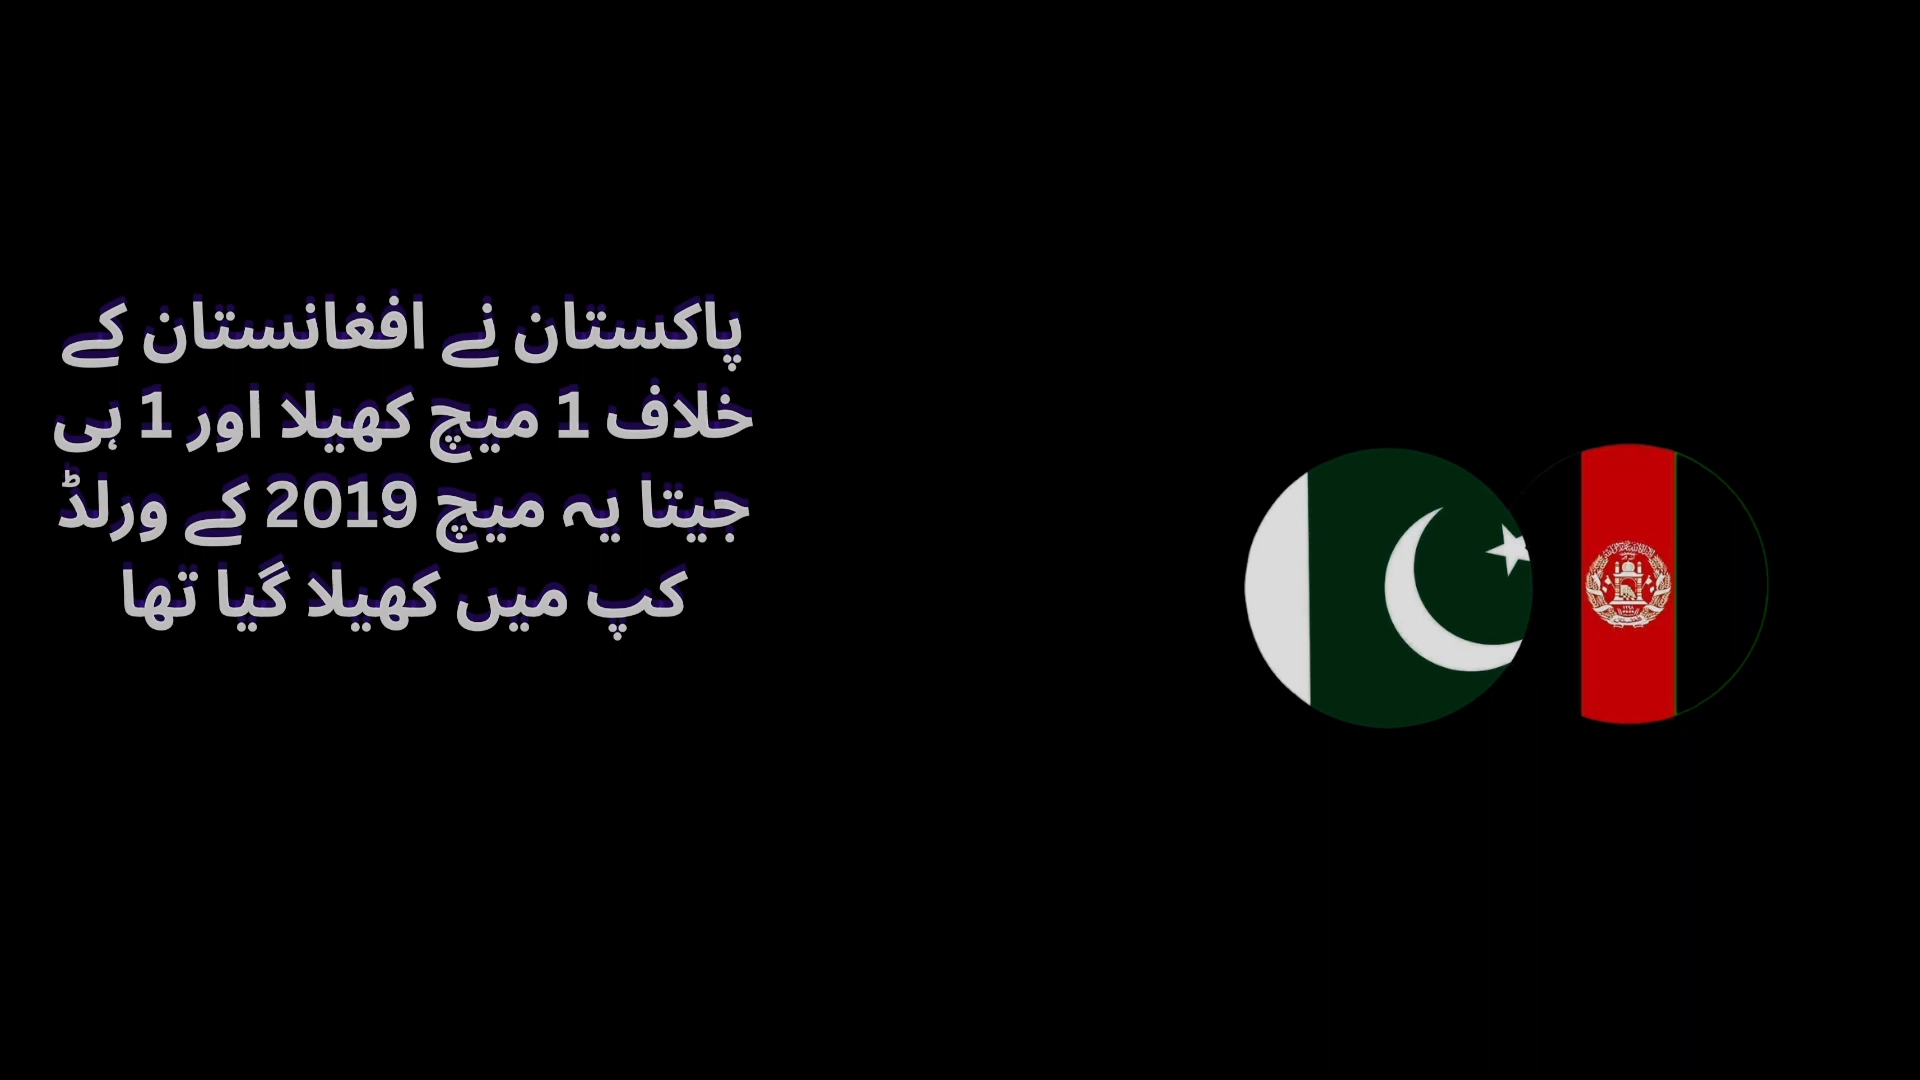 پاکستان نے افغانستان کے
خلاف 1 میچ کھیلا اور 1 ہی
جیتا یہ میچ 2019 کے ورلڈ
کپ میں کھیلا گیا تھا